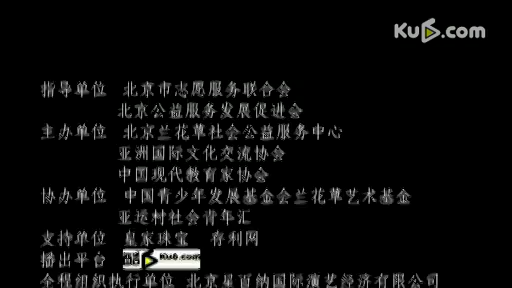 Ku6.com
指导单位 北京市志愿服务联合会
北京公益服务发展促进会
主办单位 北京兰花草社会公益服务中心
亚洲国际文化交流协会
中国现代教育家协会
协办单位 中国青少年发展基金会兰花草艺术基金
亚运村社会青年汇
支持单位 皇家珠宝 存利网
播出平台 Ku6.com
全程组织执行单位 北京星百纳国际演艺经济有限公司